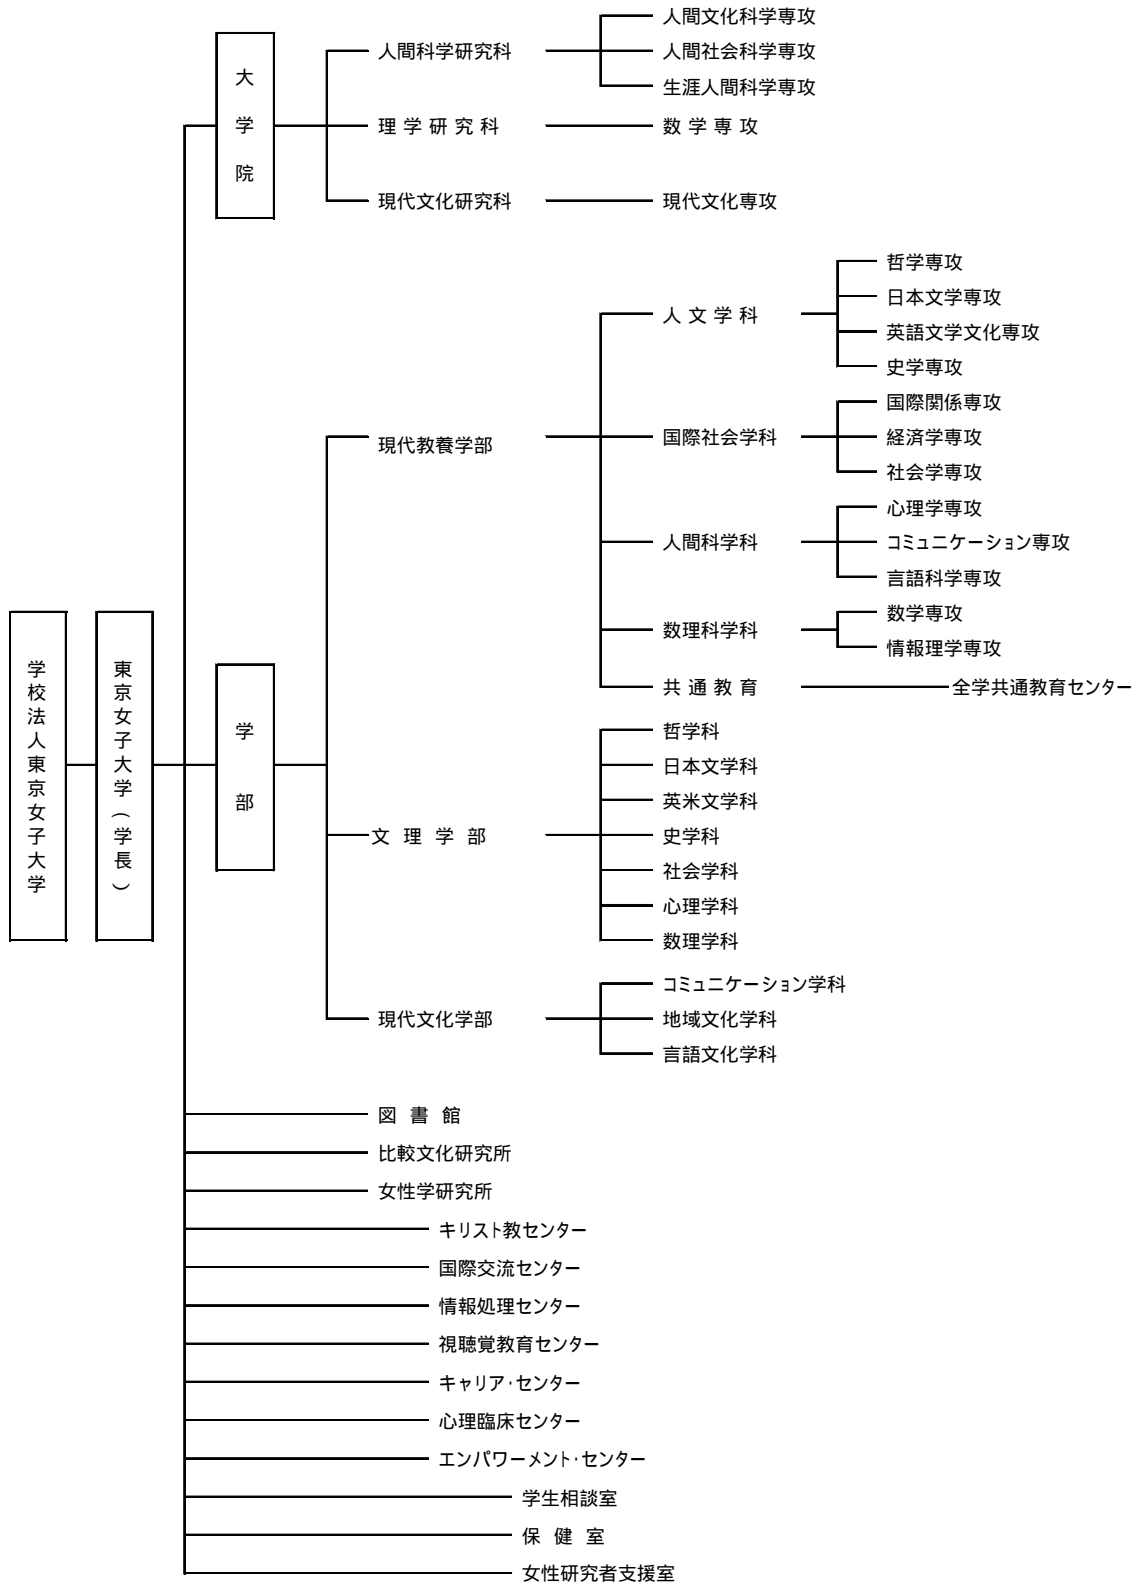 学校法人東京女子大学
東京女子大学(学長)
大学院
人間科学研究科
人間文化科学専攻
人間社会科学専攻
生涯人間科学専攻
理学研究科
数学専攻
現代文化研究科
現代文化専攻
学部
現代教養学部
人文学科
哲学専攻
日本文学専攻
英語文学文化専攻
史学専攻
国際社会学科
国際関係専攻
経済学専攻
社会学専攻
人間科学科
心理学専攻
コミュニケーション専攻
言語科学専攻
数理科学科
数学専攻
情報理学専攻
共通教育
全学共通教育センター
文理学部
哲学科
日本文学科
英米文学科
史学科
社会学科
心理学科
数理学科
現代文化学部
コミュニケーション学科
地域文化学科
言語文化学科
図書館
比較文化研究所
女性学研究所
キリスト教センター
国際交流センター
情報処理センター
視聴覚教育センター
キャリア・センター
心理臨床センター
エンパワーメント・センター
学生相談室
保健室
女性研究者支援室